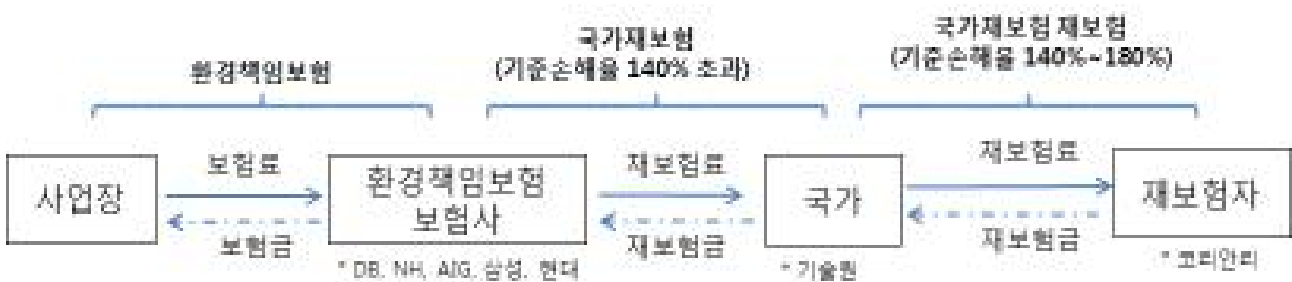 환경책임보험
국가재보험
(기준손해율 140% 초과)
국가재보험 재보험
(기준손해율 140%~180%)
사업장
보험료
보험금
환경책임보험
보험사
* DB, NH, AIG, 삼성, 현대
재보험료
재보험금
국가
* 기술원
재보험료
재보험금
재보험자
* 코리안리